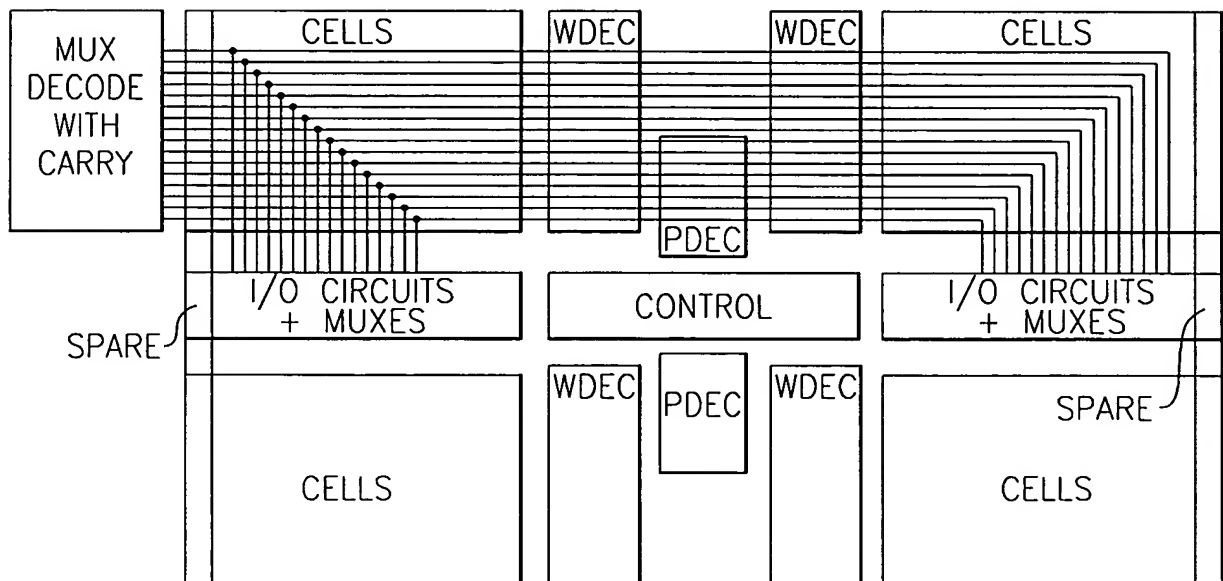 MUX
DECODE
WITH
CARRY
CELLS
WDEC
WDEC
CELLS
PDEC
I/O CIRCUITS
+ MUXES
CONTROL
I/O CIRCUITS
+ MUXES
SPARE
SPARE
WDEC
PDEC
WDEC
CELLS
CELLS